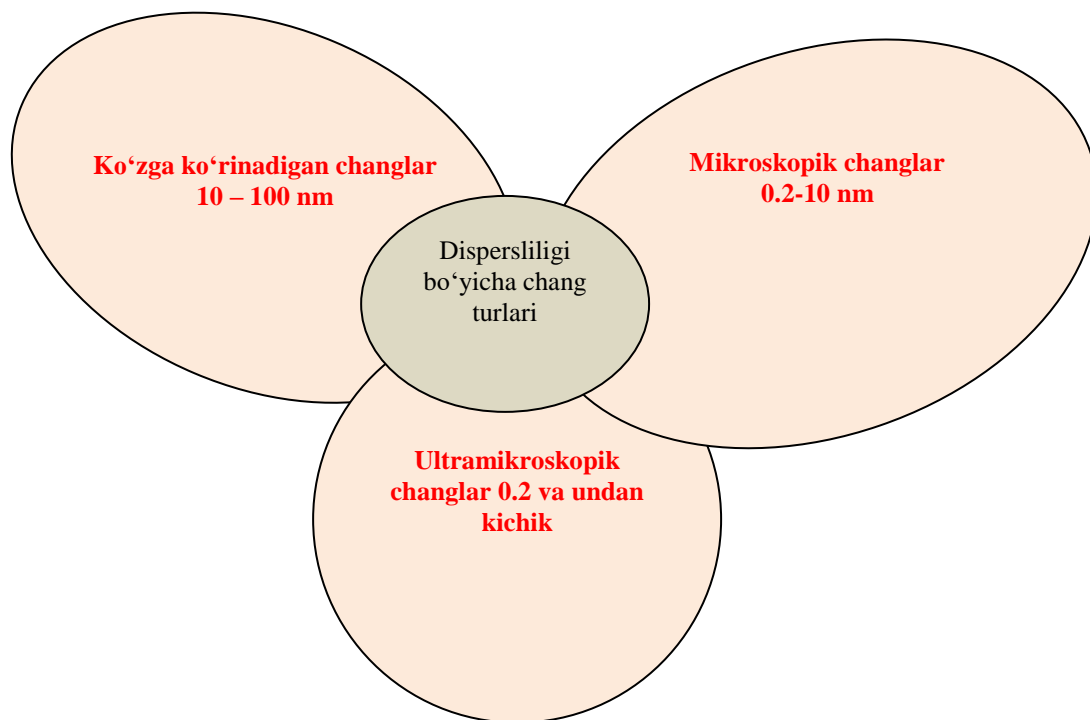 Ko‘zga ko‘rinadigan changlar
10 – 100 nm
Mikroskopik changlar
0.2-10 nm
Dispersliligi
bo‘yicha chang
turlari
Ultramikroskopik
changlar 0.2 va undan
kichik